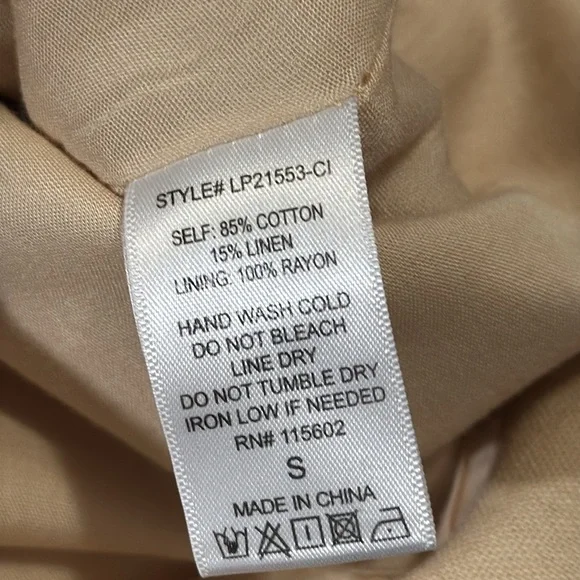 STYLE# LP21553-CI
SELF: 85% COTTON
15% LINEN
LINING: 100% RAYON
HAND WASH COLD
DO NOT BLEACH
LINE DRY
DO NOT TUMBLE DRY
IRON LOW IF NEEDED
RN# 115602
S
MADE IN CHINA